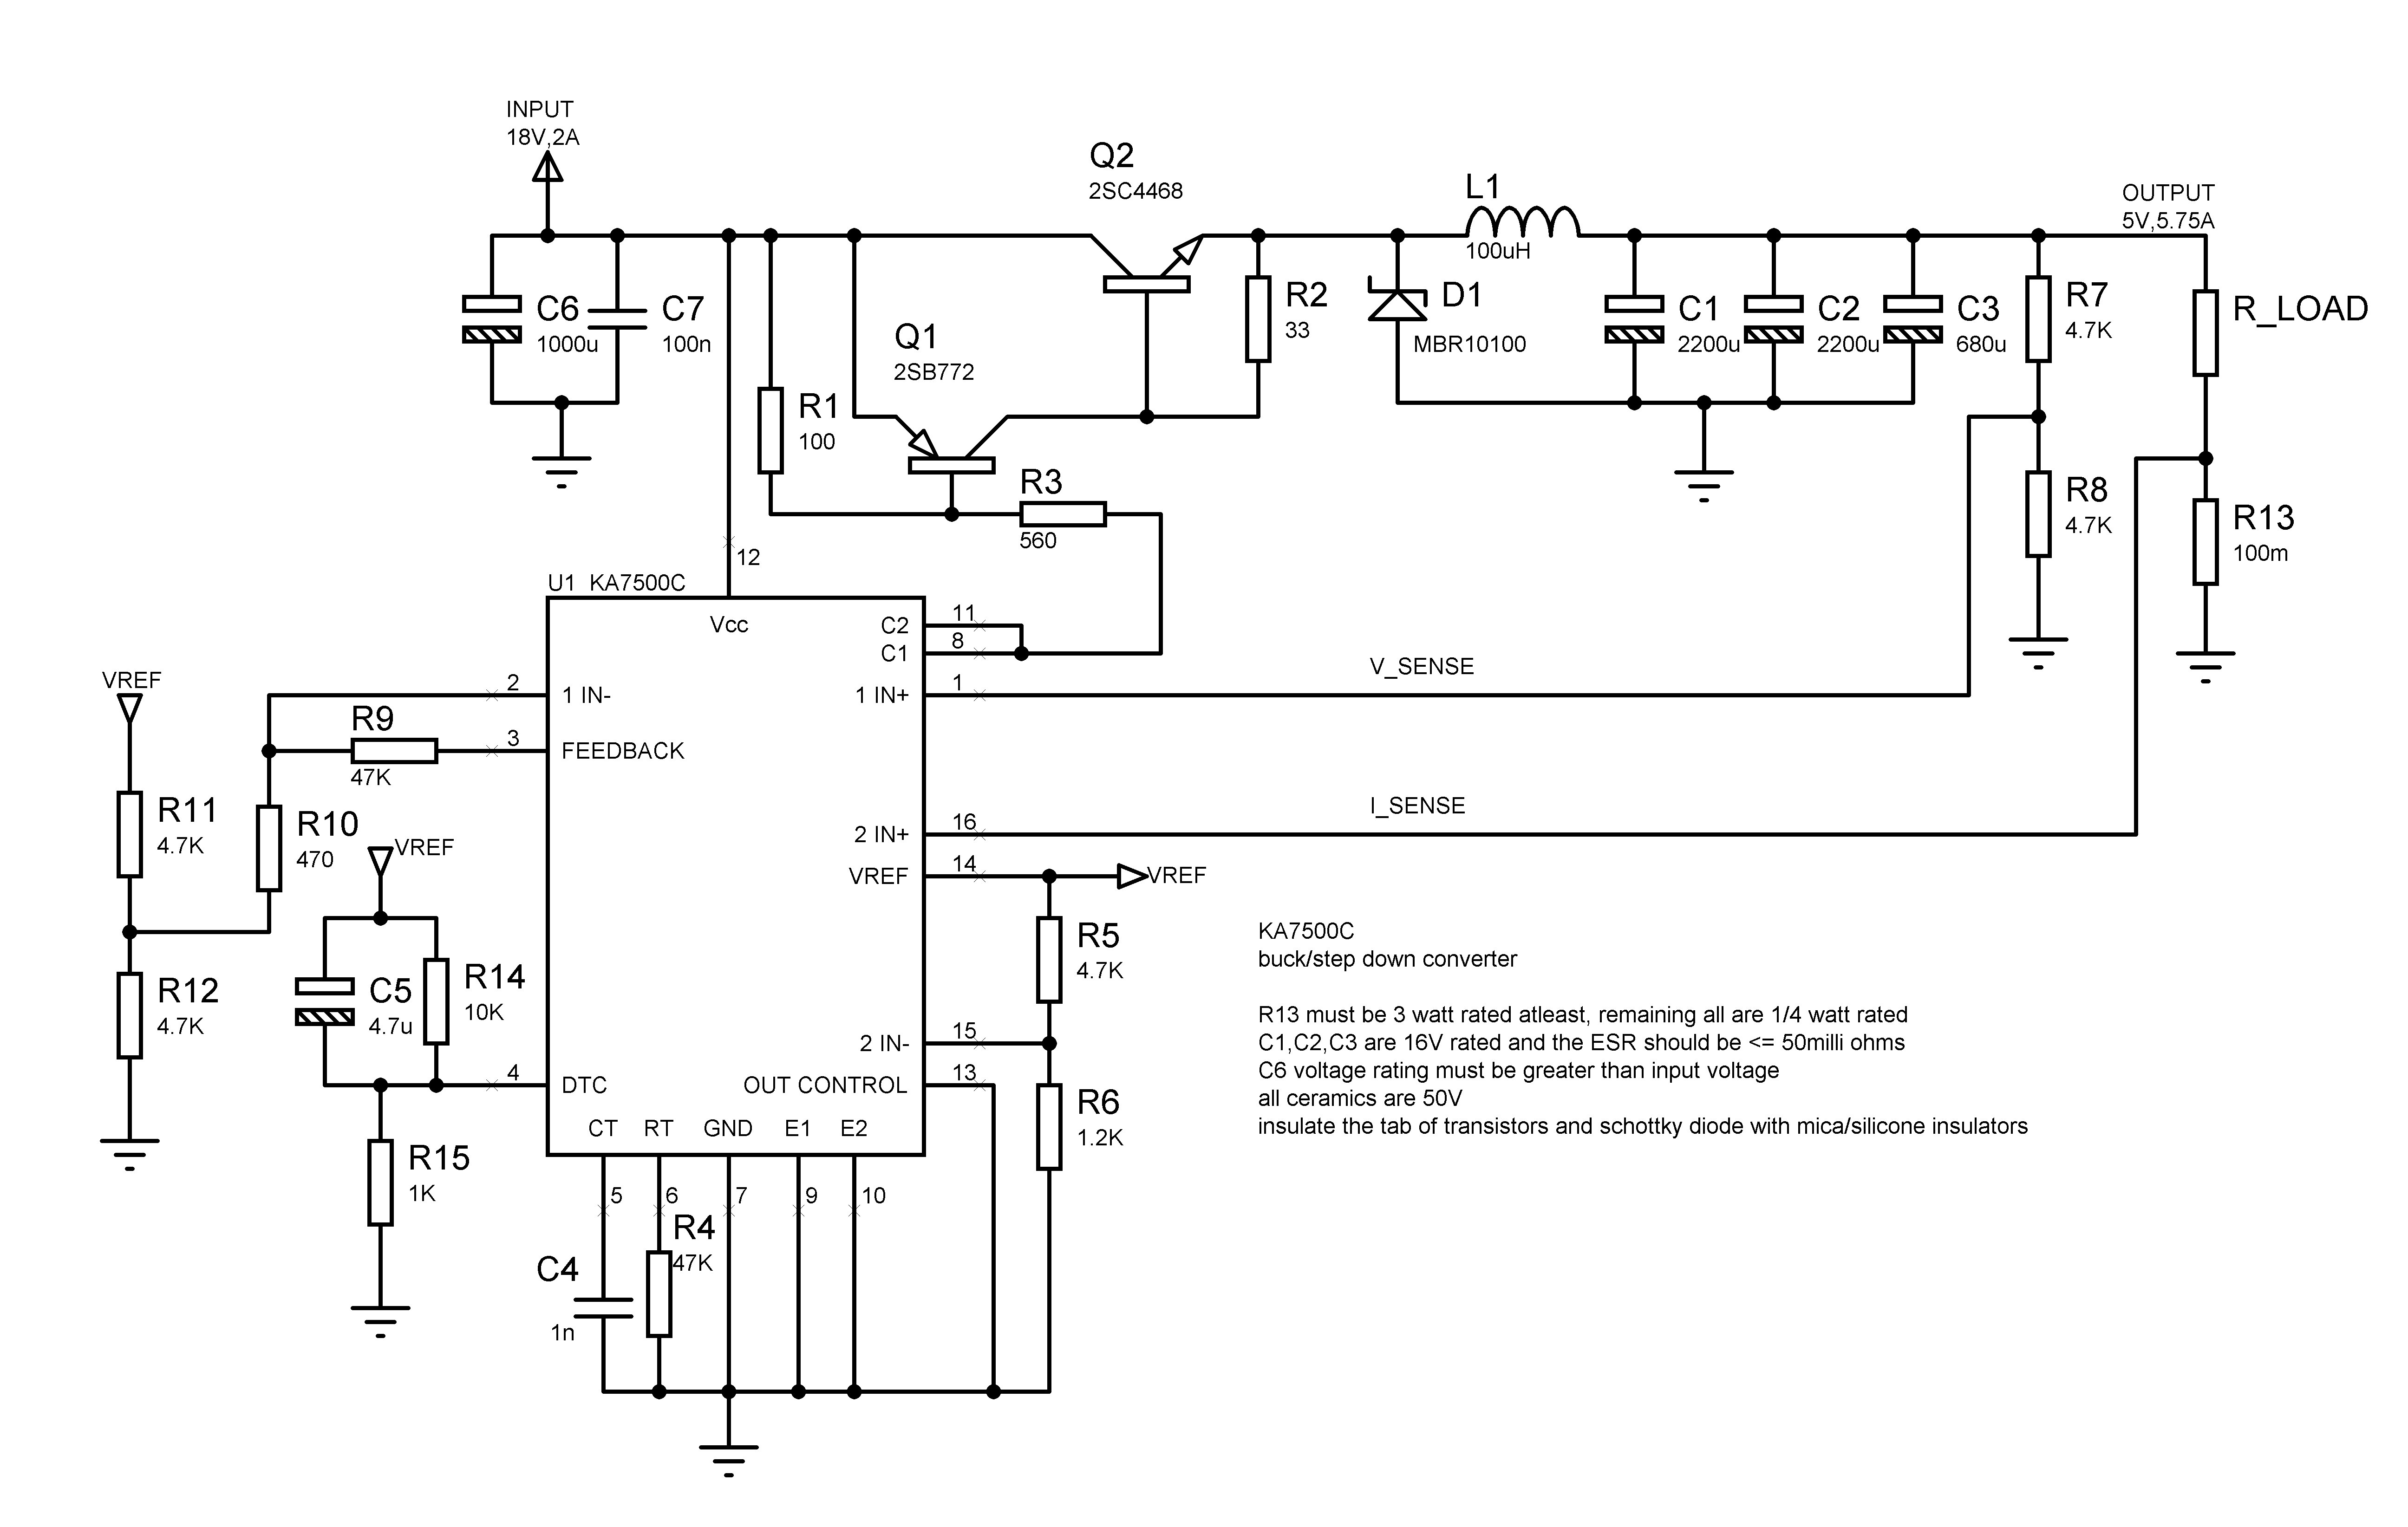 INPUT
18V,2A
Q2
2SC4468
L1
100uH
OUTPUT
5V,5.75A
C6
1000u
C7
100n
Q1
2SB772
R1
100
R2
33
D1
MBR10100
C1
2200u
C2
2200u
C3
680u
R7
4.7K
R_LOAD
R3
560
R8
4.7K
R13
100m
12
U1 KA7500C
Vcc
C2
11
C1
8
V_SENSE
VREF
2
1 IN-
1 IN+
1
R9
47K
3
FEEDBACK
I_SENSE
R11
4.7K
R10
470
2 IN+
16
VREF
VREF
14
VREF
R5
4.7K
KA7500C
buck/step down converter
R12
4.7K
C5
4.7u
R14
10K
2 IN-
15
R13 must be 3 watt rated atleast, remaining all are 1/4 watt rated
C1,C2,C3 are 16V rated and the ESR should be <= 50milli ohms
C6 voltage rating must be greater than input voltage
all ceramics are 50V
insulate the tab of transistors and schottky diode with mica/silicone insulators
4
DTC
OUT CONTROL
13
R6
1.2K
CT
RT
GND
E1
E2
R15
1K
5
6
7
9
10
R4
47K
C4
1n